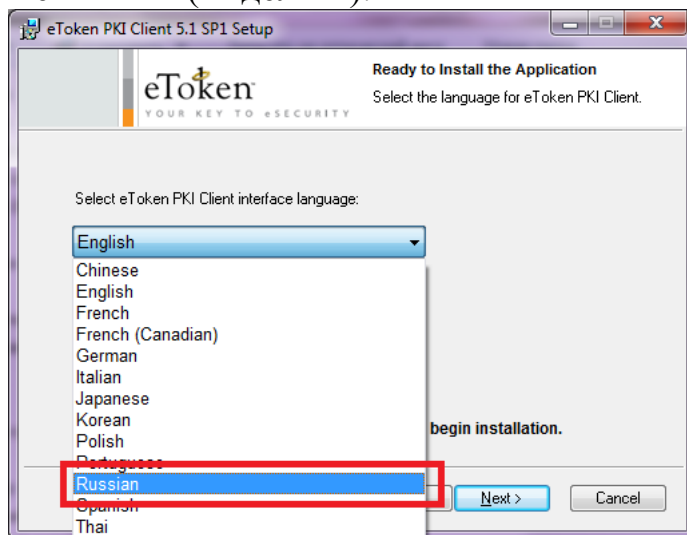 eToken PKI Client 5.1 SP1 Setup
eToken
YOUR KEY TO eSECURITY
Ready to Install the Application
Select the language for eToken PKI Client.
Select eToken PKI Client interface language:
English
Chinese
English
French
French (Canadian)
German
Italian
Japanese
Korean
Polish
begin installation.
Portuguese
Russian
Spanish
Thai
Next >
Cancel